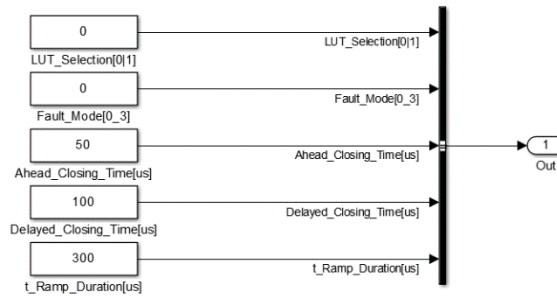 0
LUT_Selection[0|1]
LUT_Selection[0|1]
0
Fault_Mode[0_3]
Fault_Mode[0_3]
50
Ahead_Closing_Time[us]
Ahead_Closing_Time[us]
1
Out
100
Delayed_Closing_Time[us]
Delayed_Closing_Time[us]
300
t_Ramp_Duration[us]
t_Ramp_Duration[us]